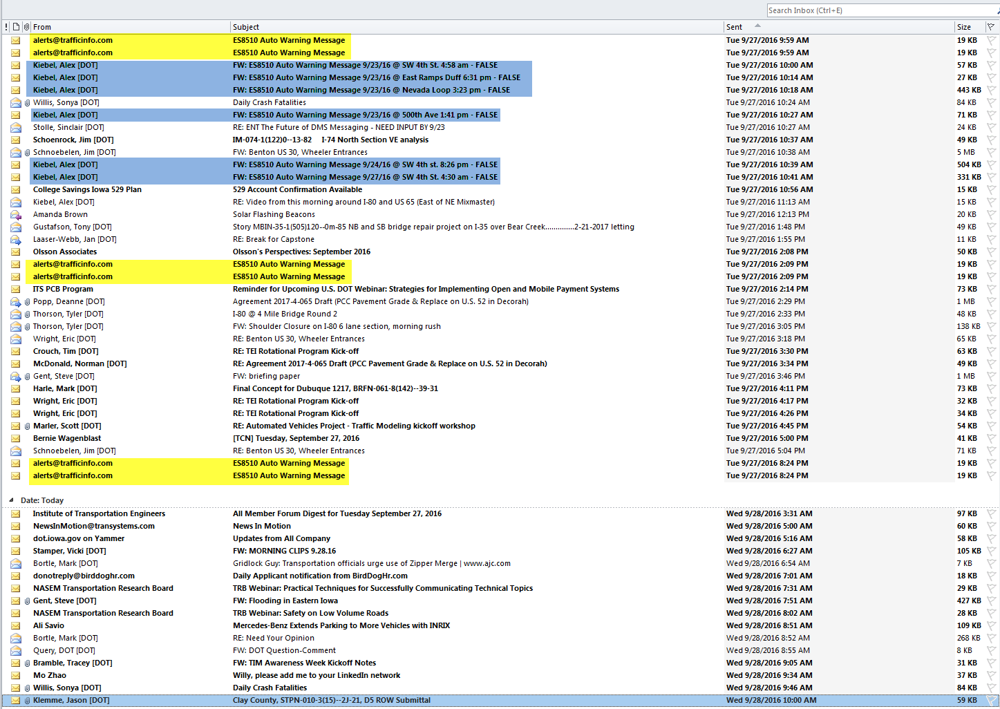 Search Inbox (Ctrl+E)
! From Subject Sent Size
alerts@trafficinfo.com ES8510 Auto Warning Message Tue 9/27/2016 9:59 AM 19 KB
alerts@trafficinfo.com ES8510 Auto Warning Message Tue 9/27/2016 9:59 AM 19 KB
Kiebel, Alex [DOT] FW: ES8510 Auto Warning Message 9/23/16 @ SW 4th St. 4:58 am - FALSE Tue 9/27/2016 10:00 AM 57 KB
Kiebel, Alex [DOT] FW: ES8510 Auto Warning Message 9/23/16 @ East Ramps Duff 6:31 pm - FALSE Tue 9/27/2016 10:14 AM 27 KB
Kiebel, Alex [DOT] FW: ES8510 Auto Warning Message 9/23/16 @ Nevada Loop 3:23 pm - FALSE Tue 9/27/2016 10:18 AM 443 KB
Willis, Sonya [DOT] Daily Crash Fatalities Tue 9/27/2016 10:24 AM 84 KB
Kiebel, Alex [DOT] FW: ES8510 Auto Warning Message 9/23/16 @ 500th Ave 1:41 pm - FALSE Tue 9/27/2016 10:27 AM 71 KB
Stolle, Sinclair [DOT] RE: ENT The Future of DMS Messaging - NEED INPUT BY 9/23 Tue 9/27/2016 10:27 AM 24 KB
Schoenrock, Jim [DOT] IM-074-1(122)0--13-82 I-74 North Section VE analysis Tue 9/27/2016 10:37 AM 49 KB
Schnoebelen, Jim [DOT] FW: Benton US 30, Wheeler Entrances Tue 9/27/2016 10:38 AM 5 MB
Kiebel, Alex [DOT] FW: ES8510 Auto Warning Message 9/24/16 @ SW 4th st. 8:26 pm - FALSE Tue 9/27/2016 10:39 AM 504 KB
Kiebel, Alex [DOT] FW: ES8510 Auto Warning Message 9/27/16 @ SW 4th St. 4:30 am - FALSE Tue 9/27/2016 10:41 AM 331 KB
College Savings Iowa 529 Plan 529 Account Confirmation Available Tue 9/27/2016 10:56 AM 15 KB
Kiebel, Alex [DOT] RE: Video from this morning around I-80 and US 65 (East of NE Mixmaster) Tue 9/27/2016 11:13 AM 15 KB
Amanda Brown Solar Flashing Beacons Tue 9/27/2016 12:13 PM 20 KB
Gustafson, Tony [DOT] Story MBIN-35-1(505)120--0m-85 NB and SB bridge repair project on I-35 over Bear Creek..............2-21-2017 letting Tue 9/27/2016 1:48 PM 49 KB
Laaser-Webb, Jan [DOT] RE: Break for Capstone Tue 9/27/2016 1:55 PM 11 KB
Olsson Associates Olsson's Perspectives: September 2016 Tue 9/27/2016 2:08 PM 50 KB
alerts@trafficinfo.com ES8510 Auto Warning Message Tue 9/27/2016 2:09 PM 19 KB
alerts@trafficinfo.com ES8510 Auto Warning Message Tue 9/27/2016 2:09 PM 19 KB
ITS PCB Program Reminder for Upcoming U.S. DOT Webinar: Strategies for Implementing Open and Mobile Payment Systems Tue 9/27/2016 2:14 PM 73 KB
Popp, Deanne [DOT] Agreement 2017-4-065 Draft (PCC Pavement Grade & Replace on U.S. 52 in Decorah) Tue 9/27/2016 2:29 PM 1 MB
Thorson, Tyler [DOT] I-80 @ 4 Mile Bridge Round 2 Tue 9/27/2016 2:33 PM 48 KB
Thorson, Tyler [DOT] FW: Shoulder Closure on I-80 6 lane section, morning rush Tue 9/27/2016 3:05 PM 138 KB
Wright, Eric [DOT] RE: Benton US 30, Wheeler Entrances Tue 9/27/2016 3:18 PM 65 KB
Crouch, Tim [DOT] RE: TEI Rotational Program Kick-off Tue 9/27/2016 3:30 PM 63 KB
McDonald, Norman [DOT] RE: Agreement 2017-4-065 Draft (PCC Pavement Grade & Replace on U.S. 52 in Decorah) Tue 9/27/2016 3:34 PM 49 KB
Gent, Steve [DOT] FW: briefing paper Tue 9/27/2016 3:46 PM 1 MB
Harle, Mark [DOT] Final Concept for Dubuque 1217, BRFN-061-8(142)--39-31 Tue 9/27/2016 4:11 PM 73 KB
Wright, Eric [DOT] RE: TEI Rotational Program Kick-off Tue 9/27/2016 4:17 PM 32 KB
Wright, Eric [DOT] RE: TEI Rotational Program Kick-off Tue 9/27/2016 4:26 PM 34 KB
Marler, Scott [DOT] RE: Automated Vehicles Project - Traffic Modeling kickoff workshop Tue 9/27/2016 4:45 PM 54 KB
Bernie Wagenblast [TCN] Tuesday, September 27, 2016 Tue 9/27/2016 5:00 PM 41 KB
Schnoebelen, Jim [DOT] RE: Benton US 30, Wheeler Entrances Tue 9/27/2016 5:04 PM 71 KB
alerts@trafficinfo.com ES8510 Auto Warning Message Tue 9/27/2016 8:24 PM 19 KB
alerts@trafficinfo.com ES8510 Auto Warning Message Tue 9/27/2016 8:24 PM 19 KB
Date: Today
Institute of Transportation Engineers All Member Forum Digest for Tuesday September 27, 2016 Wed 9/28/2016 3:31 AM 97 KB
NewsInMotion@transystems.com News In Motion Wed 9/28/2016 5:00 AM 60 KB
dot.iowa.gov on Yammer Updates from All Company Wed 9/28/2016 5:16 AM 58 KB
Stamper, Vicki [DOT] FW: MORNING CLIPS 9.28.16 Wed 9/28/2016 6:27 AM 105 KB
Bortle, Mark [DOT] Gridlock Guy: Transportation officials urge use of Zipper Merge | www.ajc.com Wed 9/28/2016 6:54 AM 7 KB
donotreply@birddoghr.com Daily Applicant notification from BirdDogHr.com Wed 9/28/2016 7:01 AM 18 KB
NASEM Transportation Research Board TRB Webinar: Practical Techniques for Successfully Communicating Technical Topics Wed 9/28/2016 7:31 AM 29 KB
Gent, Steve [DOT] FW: Flooding in Eastern Iowa Wed 9/28/2016 7:51 AM 427 KB
NASEM Transportation Research Board TRB Webinar: Safety on Low Volume Roads Wed 9/28/2016 8:02 AM 28 KB
Ali Savio Mercedes-Benz Extends Parking to More Vehicles with INRIX Wed 9/28/2016 8:51 AM 109 KB
Bortle, Mark [DOT] RE: Need Your Opinion Wed 9/28/2016 8:52 AM 268 KB
Query, DOT [DOT] FW: DOT Question-Comment Wed 9/28/2016 8:55 AM 8 KB
Bramble, Tracey [DOT] FW: TIM Awareness Week Kickoff Notes Wed 9/28/2016 9:05 AM 31 KB
Mo Zhao Willy, please add me to your LinkedIn network Wed 9/28/2016 9:34 AM 37 KB
Willis, Sonya [DOT] Daily Crash Fatalities Wed 9/28/2016 9:46 AM 84 KB
Klemme, Jason [DOT] Clay County, STPN-010-3(15)--2J-21, D5 ROW Submittal Wed 9/28/2016 10:00 AM 59 KB